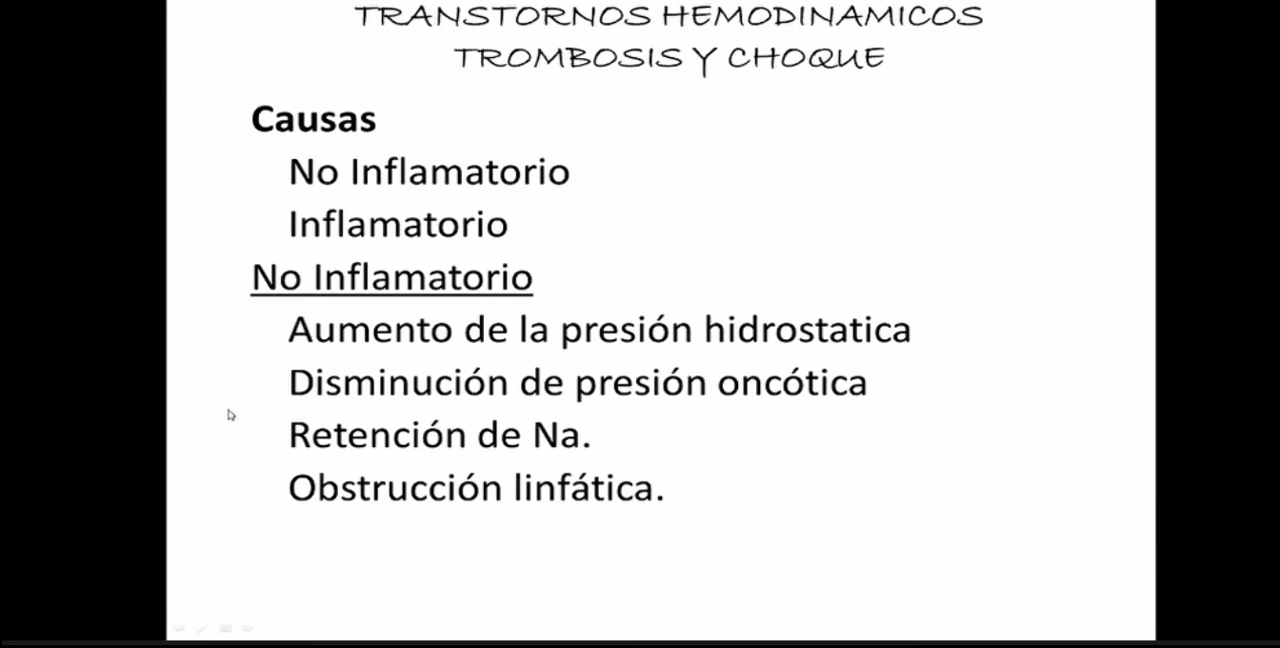 TRANSTORNOS HEMODINAMICOS
TROMBOSIS Y CHOQUE
Causas
No Inflamatorio
Inflamatorio
No Inflamatorio
Aumento de la presión hidrostatica
Disminución de presión oncótica
Retención de Na.
Obstrucción linfática.